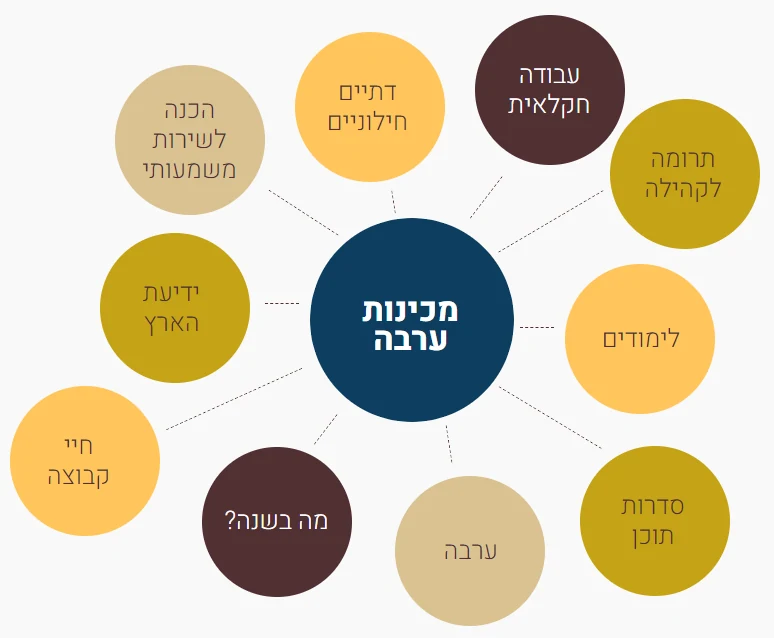 עבודה
חקלאית
דתיים
חילוניים
הכנה
לשירות
משמעותי
תרומה
לקהילה
ידיעת
הארץ
מכינות
ערבה
לימודים
חיי
קבוצה
מה בשנה?
ערבה
סדרות
תוכן